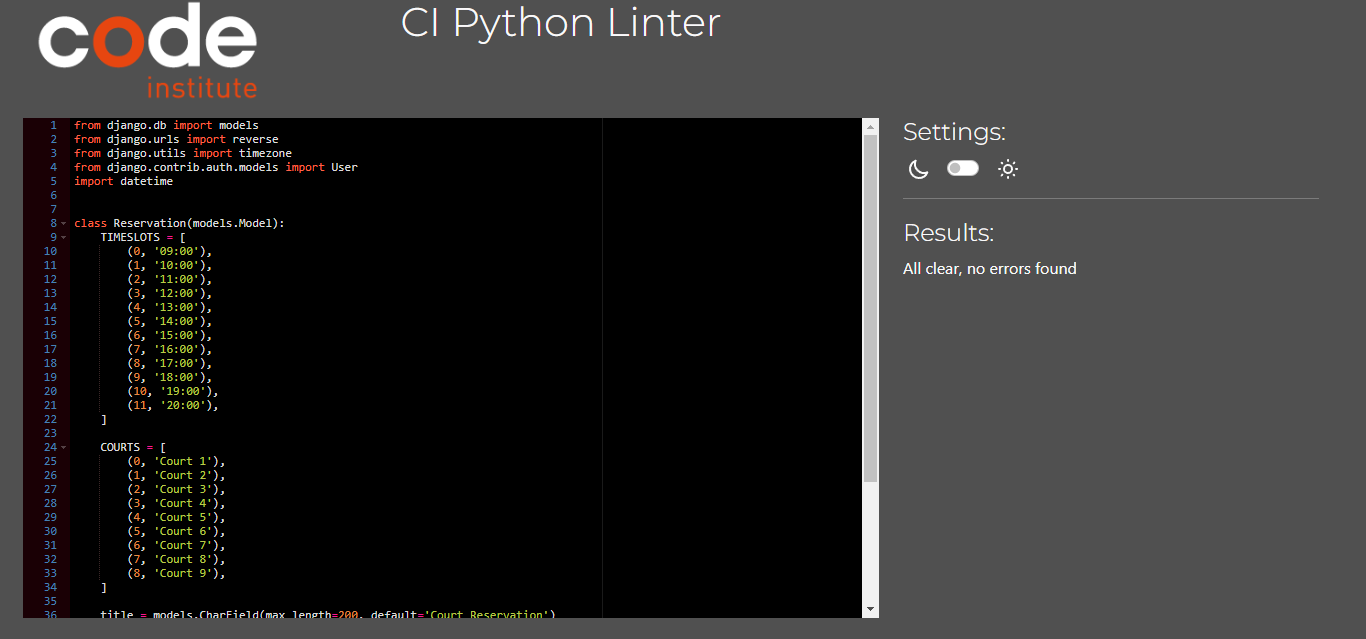 code
institute
CI Python Linter
1 from django.db import models
2 from django.urls import reverse
3 from django.utils import timezone
4 from django.contrib.auth.models import User
5 import datetime
6
7
8 class Reservation(models.Model):
9     TIMESLOTS = [
10         (0, '09:00'),
11         (1, '10:00'),
12         (2, '11:00'),
13         (3, '12:00'),
14         (4, '13:00'),
15         (5, '14:00'),
16         (6, '15:00'),
17         (7, '16:00'),
18         (8, '17:00'),
19         (9, '18:00'),
20         (10, '19:00'),
21         (11, '20:00'),
22     ]
23
24     COURTS = [
25         (0, 'Court 1'),
26         (1, 'Court 2'),
27         (2, 'Court 3'),
28         (3, 'Court 4'),
29         (4, 'Court 5'),
30         (5, 'Court 6'),
31         (6, 'Court 7'),
32         (7, 'Court 8'),
33         (8, 'Court 9'),
34     ]
35
36     title = models.CharField(max_length=200, default='Court Reservation')
Settings:
Results:
All clear, no errors found